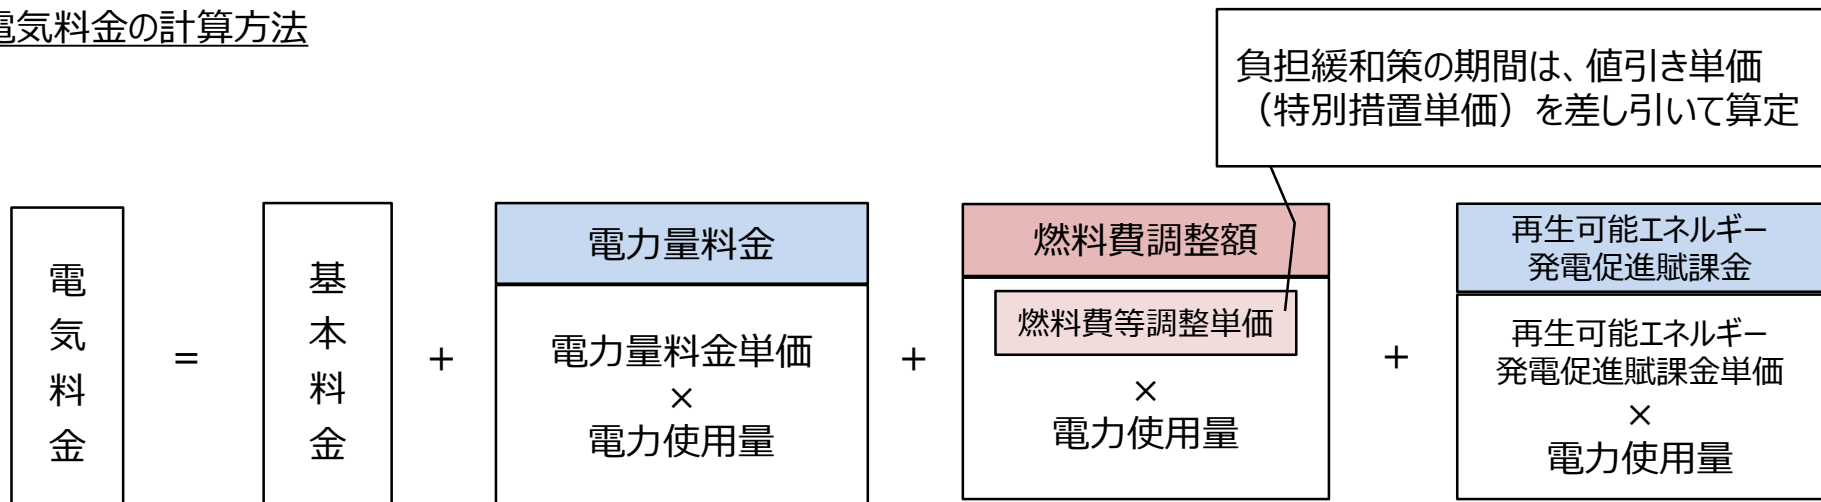 電気料金の計算方法
負担緩和策の期間は、値引き単価
（特別措置単価）を差し引いて算定
電気料金
=
基本料金
+
電力量料金
電力量料金単価
×
電力使用量
+
燃料費調整額
燃料費等調整単価
×
電力使用量
+
再生可能エネルギー
発電促進賦課金
再生可能エネルギー
発電促進賦課金単価
×
電力使用量